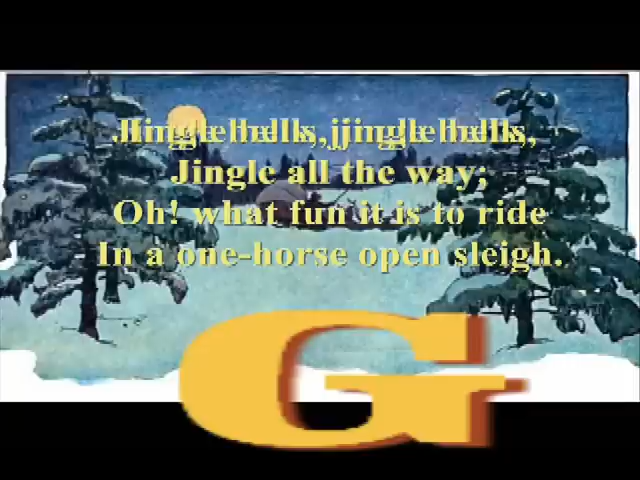 Jingle bells, jingle bells,
Jingle all the way;
Oh! what fun it is to ride
In a one-horse open sleigh.
G